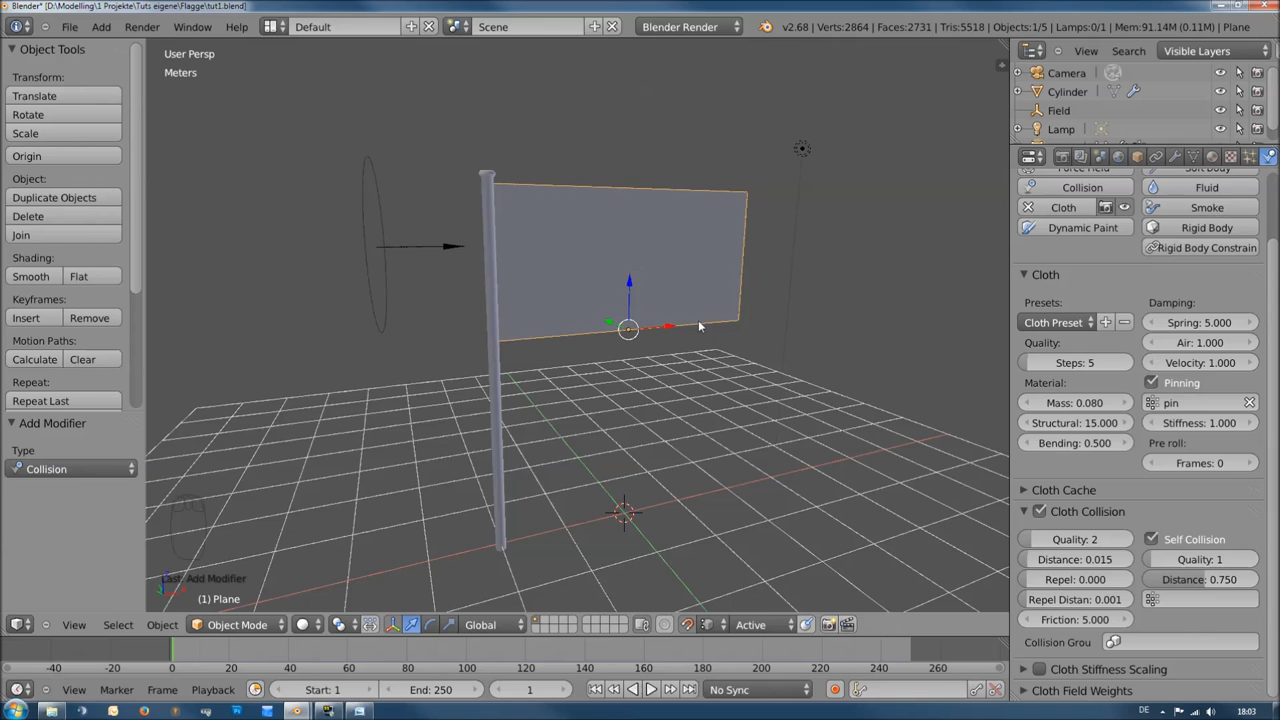 Blender* [D:\Modelling\1 Projekte\Tuts eigene\Flagge\tut1.blend]
File Add Render Window Help Default Scene Blender Render v2.68 | Verts:2864 | Faces:2731 | Tris:5518 | Objects:1/5 | Lamps:0/1 | Mem:91.14M (0.11M) | Plane
View Search Visible Layers
Object Tools
Transform:
Translate
Rotate
Scale
Origin
Object:
Duplicate Objects
Delete
Join
Shading:
Smooth Flat
Keyframes:
Insert Remove
Motion Paths:
Calculate Clear
Repeat:
Repeat Last
Add Modifier
Type
Collision
User Persp
Meters
Last: Add Modifier
(1) Plane
Camera
Cylinder
Field
Lamp
Force Field Soft Body
Collision Fluid
Cloth Smoke
Dynamic Paint Rigid Body
Rigid Body Constrain
Cloth
Presets: Damping:
Cloth Preset Spring: 5.000
Quality: Air: 1.000
Steps: 5 Velocity: 1.000
Material: Pinning
Mass: 0.080 pin
Structural: 15.000 Stiffness: 1.000
Bending: 0.500 Pre roll:
Frames: 0
Cloth Cache
Cloth Collision
Quality: 2 Self Collision
Distance: 0.015 Quality: 1
Repel: 0.000 Distance: 0.750
Repel Distan: 0.001
Friction: 5.000
Collision Grou
Cloth Stiffness Scaling
Cloth Field Weights
View Select Object Object Mode Global Active
-40 -20 0 20 40 60 80 100 120 140 160 180 200 220 240 260
View Marker Frame Playback Start: 1 End: 250 1 No Sync
DE 18:03